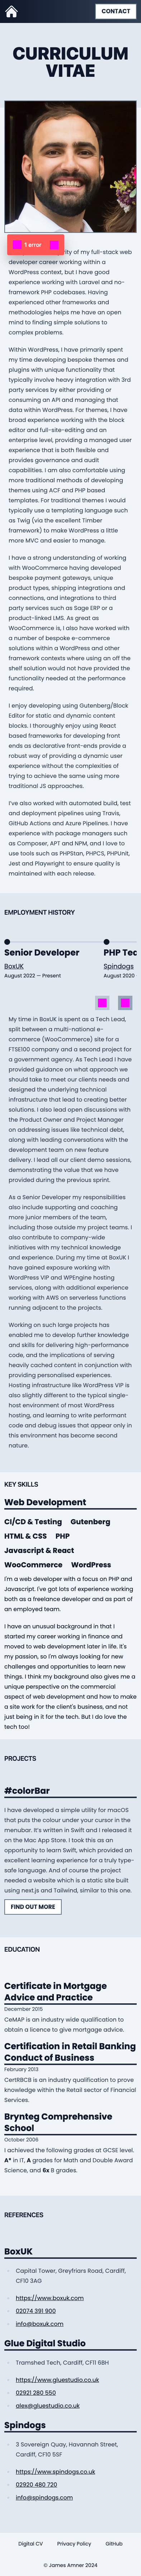 CONTACT
CURRICULUM
VITAE
1 error
ity of my full-stack web
developer career working within a
WordPress context, but I have good
experience working with Laravel and no-
framework PHP codebases. Having
experienced other frameworks and
methodologies helps me have an open
mind to finding simple solutions to
complex problems.
Within WordPress, I have primarily spent
my time developing bespoke themes and
plugins with unique functionality that
typically involve heavy integration with 3rd
party services by either providing or
consuming an API and managing that
data within WordPress. For themes, I have
broad experience working with the block
editor and full-site-editing and on an
enterprise level, providing a managed user
experience that is both flexible and
provides governance and audit
capabilities. I am also comfortable using
more traditional methods of developing
themes using ACF and PHP based
templates. For traditional themes I would
typically use a templating language such
as Twig (via the excellent Timber
framework) to make WordPress a little
more MVC and easier to manage.
I have a strong understanding of working
with WooCommerce having developed
bespoke payment gateways, unique
product types, shipping integrations and
constrictions, and integrations to third
party services such as Sage ERP or a
product-linked LMS. As great as
WooCommerce is, I also have worked with
a number of bespoke e-commerce
solutions within a WordPress and other
framework contexts where using an off the
shelf solution would not have provided the
functionality needed at the performance
required.
I enjoy developing using Gutenberg/Block
Editor for static and dynamic content
blocks. I thoroughly enjoy using React
based frameworks for developing front
ends as declarative front-ends provide a
robust way of providing a dynamic user
experience without the complexities of
trying to achieve the same using more
traditional JS approaches.
I've also worked with automated build, test
and deployment pipelines using Travis,
GitHub Actions and Azure Pipelines. I have
experience with package managers such
as Composer, APT and NPM, and I love to
use tools such as PHPStan, PHPCS, PHPUnit,
Jest and Playwright to ensure quality is
maintained with each release.
EMPLOYMENT HISTORY
Senior Developer
PHP Tec
BoxUK
Spindogs
August 2022 — Present
August 2020
My time in BoxUK is spent as a Tech Lead,
split between a multi-national e-
commerce (WooCommerce) site for a
FTSE100 company and a second project for
a government agency. As Tech Lead I have
provided guidance on what approach we
should take to meet our clients needs and
designed the underlying technical
infrastructure that is used to create better
solutions. I also lead open discussions with
the Product Owner and Project Manager
on addressing issues like technical debt,
along with leading conversations with the
development team on new feature
delivery. I lead all our client demo sessions,
demonstrating the value that we have
provided during the previous sprint.
As a Senior Developer my responsibilities
also include supporting and coaching
more junior members of the team,
including those outside my project teams. I
also contribute to company-wide
initiatives with my technical knowledge
and experience. During my time at BoxUK I
have gained exposure working with
WordPress VIP and WPEngine hosting
services, along with additional experience
working with AWS on serverless functions
running adjacent to the projects.
Working on such large projects has
enabled me to develop further knowledge
and skills for delivering high-performance
code, and the implications of serving
heavily cached content in conjunction with
providing personalised experiences.
Hosting infrastructure like WordPress VIP is
also slightly different to the typical single-
host environment of most WordPress
hosting, and learning to write performant
code and debug issues that appear only in
this environment has become second
nature.
KEY SKILLS
Web Development
CI/CD & Testing Gutenberg
HTML & CSS PHP
Javascript & React
WooCommerce WordPress
I'm a web developer with a focus on PHP and
Javascript. I've got lots of experience working
both as a freelance developer and as part of
an employed team.
I have an unusual background in that I
started my career working in finance and
moved to web development later in life. It's
my passion, so I'm always looking for new
challenges and opportunities to learn new
things. I think my background also gives me a
unique perspective on the commercial
aspect of web development and how to make
a site work for the client's business, and not
just being in it for the tech. But I do love the
tech too!
PROJECTS
#colorBar
I have developed a simple utility for macOS
that puts the colour under your cursor in the
menubar. It's written in Swift and I released it
on the Mac App Store. I took this as an
opportunity to learn Swift, which provided an
excellent learning experience for a truly type-
safe language. And of course the project
needed a website which is a static site built
using next.js and Tailwind, similar to this one.
FIND OUT MORE
EDUCATION
Certificate in Mortgage
Advice and Practice
December 2015
CeMAP is an industry wide qualification to
obtain a licence to give mortgage advice.
Certification in Retail Banking
Conduct of Business
February 2013
CertRBCB is an industry qualification to prove
knowledge within the Retail sector of Financial
Services.
Brynteg Comprehensive
School
October 2006
I achieved the following grades at GCSE level.
A* in IT, A grades for Math and Double Award
Science, and 6x B grades.
REFERENCES
BoxUK
Capital Tower, Greyfriars Road, Cardiff,
CF10 3AG
https://www.boxuk.com
02074 391 900
info@boxuk.com
Glue Digital Studio
Tramshed Tech, Cardiff, CF11 6BH
https://www.gluestudio.co.uk
02921 280 550
alex@gluestudio.co.uk
Spindogs
3 Sovereign Quay, Havannah Street,
Cardiff, CF10 5SF
https://www.spindogs.co.uk
02920 480 720
info@spindogs.com
Digital CV Privacy Policy GitHub
© James Amner 2024